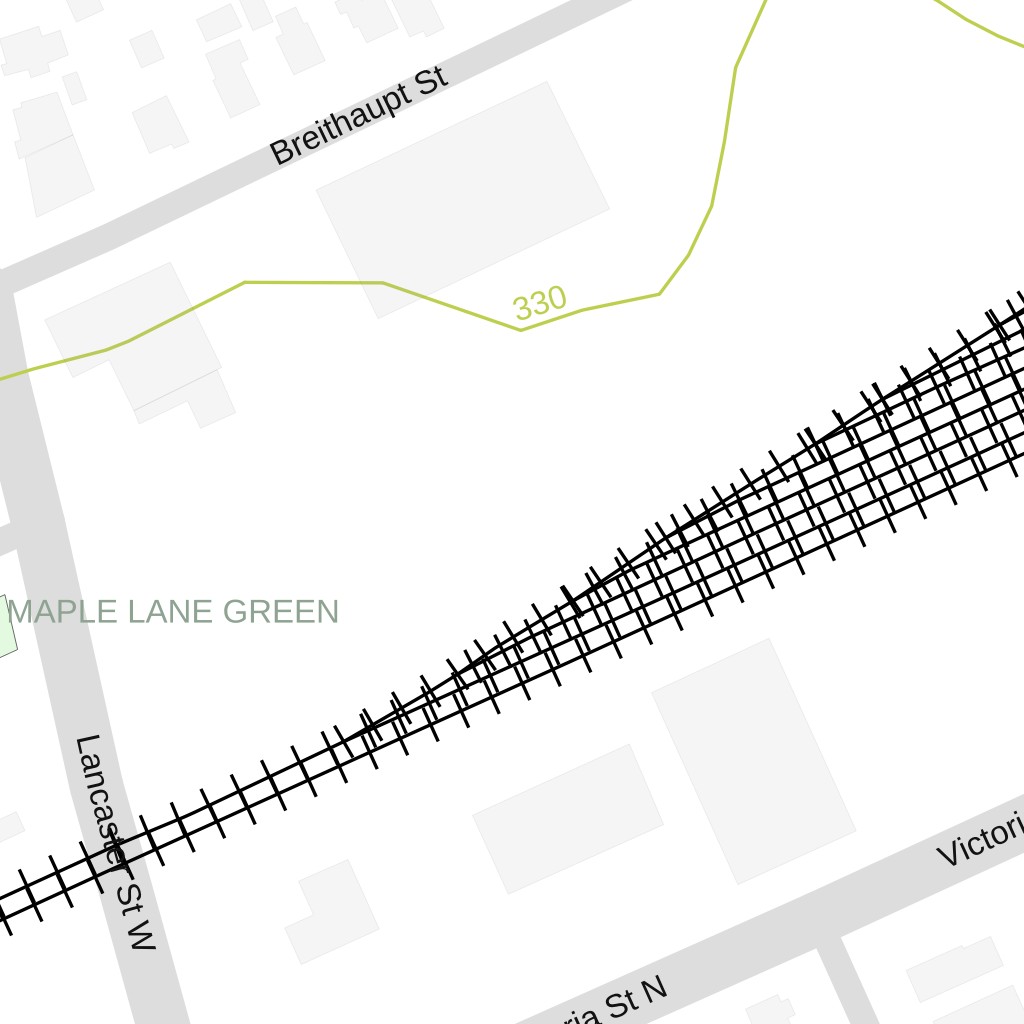 Breithaupt St
330
MAPLE LANE GREEN
Lancaster St W
Victori
ria St N